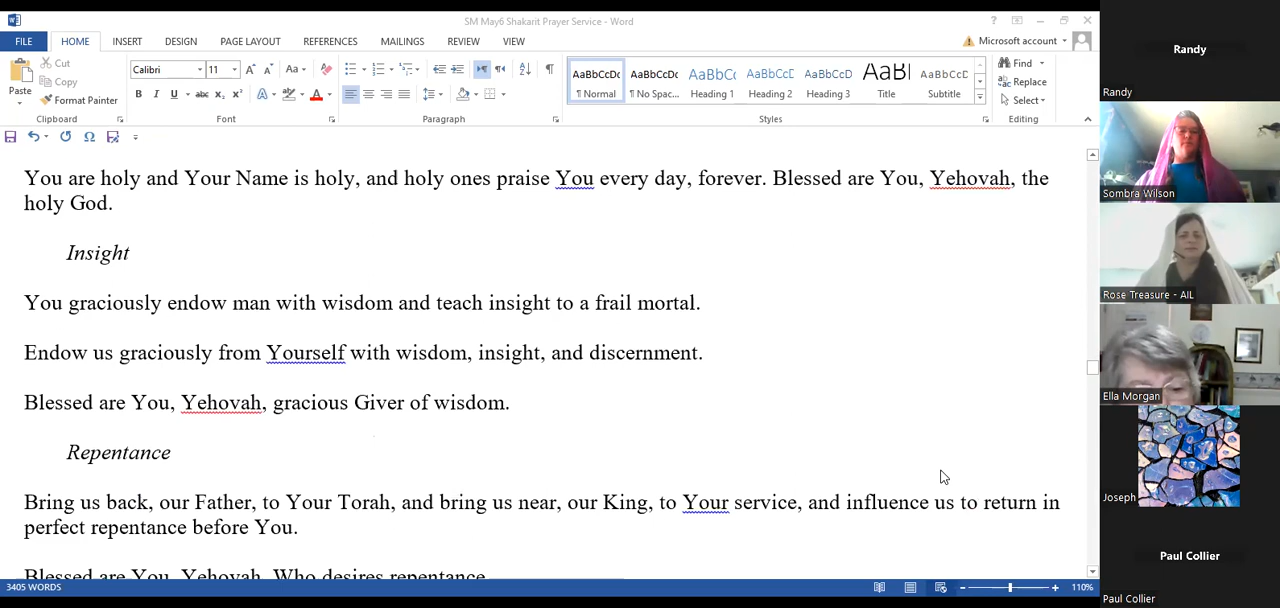 SM May6 Shakarit Prayer Service - Word
FILE HOME INSERT DESIGN PAGE LAYOUT REFERENCES MAILINGS REVIEW VIEW Microsoft account
Paste
Cut
Copy
Format Painter
Clipboard
Calibri 11
Font
Paragraph
AaBbCcDc AaBbCcDc AaBbCc AaBbCcD AaBbCcD AaBl AaBbCcD
¶ Normal ¶ No Spac... Heading 1 Heading 2 Heading 3 Title Subtitle
Styles
Find
Replace
Select
Editing
You are holy and Your Name is holy, and holy ones praise You every day, forever. Blessed are You, Yehovah, the
holy God.
Insight
You graciously endow man with wisdom and teach insight to a frail mortal.
Endow us graciously from Yourself with wisdom, insight, and discernment.
Blessed are You, Yehovah, gracious Giver of wisdom.
Repentance
Bring us back, our Father, to Your Torah, and bring us near, our King, to Your service, and influence us to return in
perfect repentance before You.
Blessed are You, Yehovah, Who desires repentance.
3405 WORDS
110%
Randy
Randy
Sombra Wilson
Rose Treasure - AIL
Ella Morgan
Joseph
Paul Collier
Paul Collier